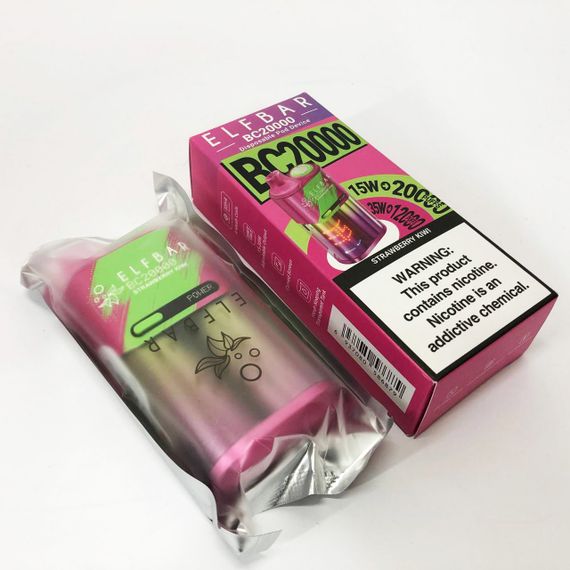 ELFBAR
BC20000
Disposable Pod Device
BC20000
15W
20000
35W
12000
STRAWBERRY KIWI
WARNING:
This product
contains nicotine.
Nicotine is an
addictive chemical.
ELFBAR
BC20000
STRAWBERRY KIWI
POWER
ELFBAR